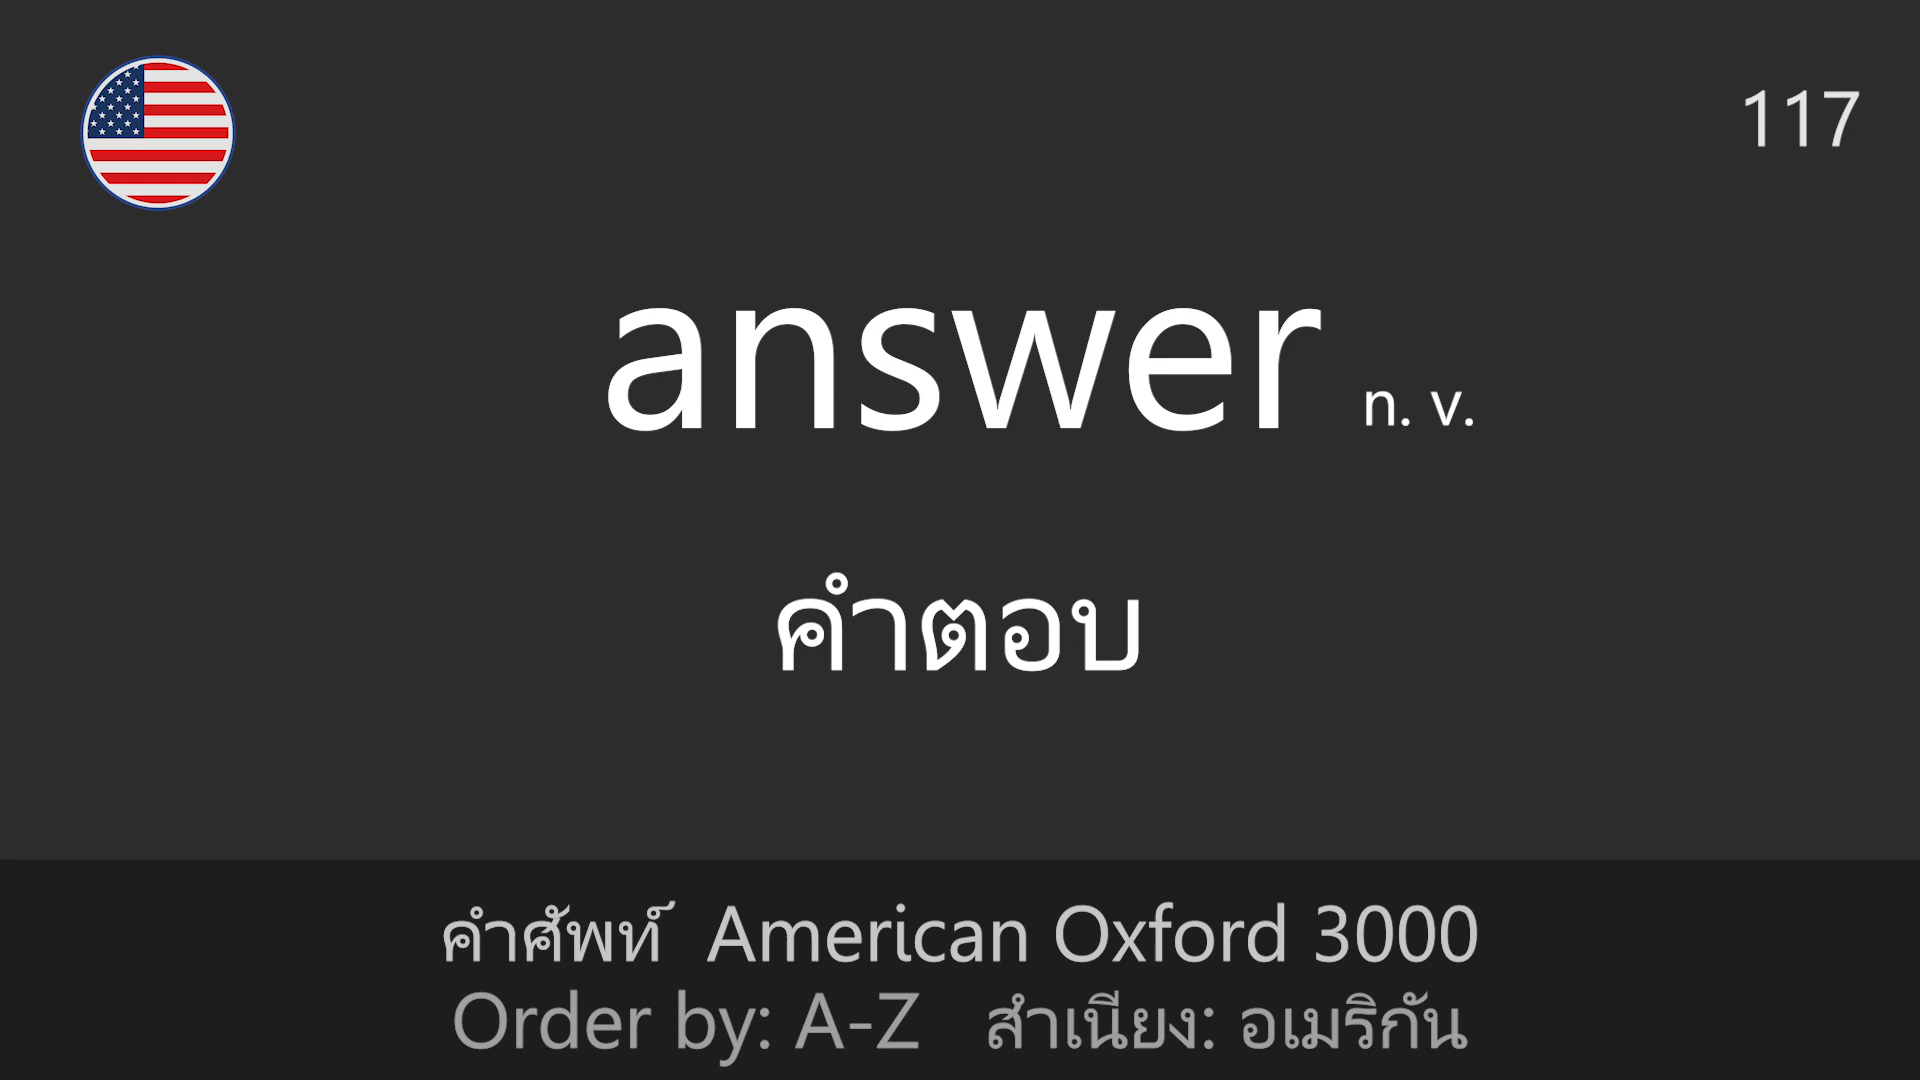 117
answer n. v.
คำตอบ
คำศัพท์ American Oxford 3000
Order by: A-Z สำเนียง: อเมริกัน